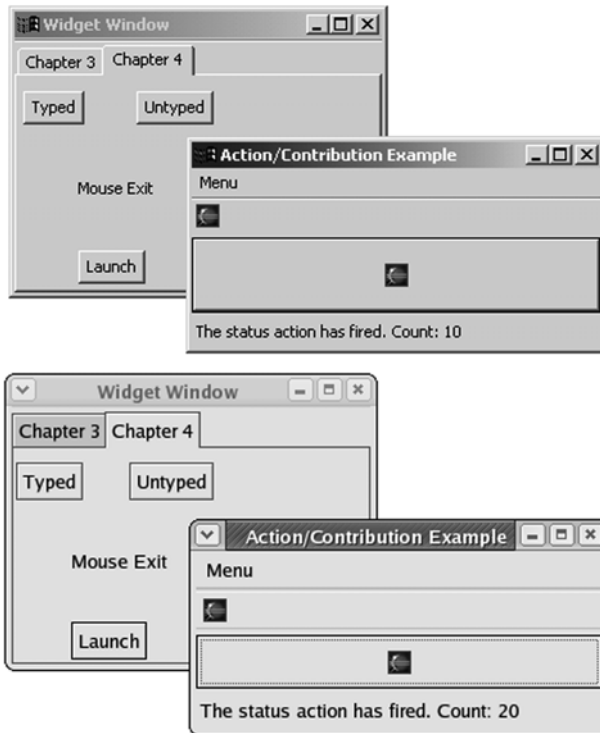 Widget Window
Chapter 3 Chapter 4
Typed Untyped
Mouse Exit
Launch
Action/Contribution Example
Menu
The status action has fired. Count: 10
Widget Window
Chapter 3 Chapter 4
Typed Untyped
Mouse Exit
Launch
Action/Contribution Example
Menu
The status action has fired. Count: 20